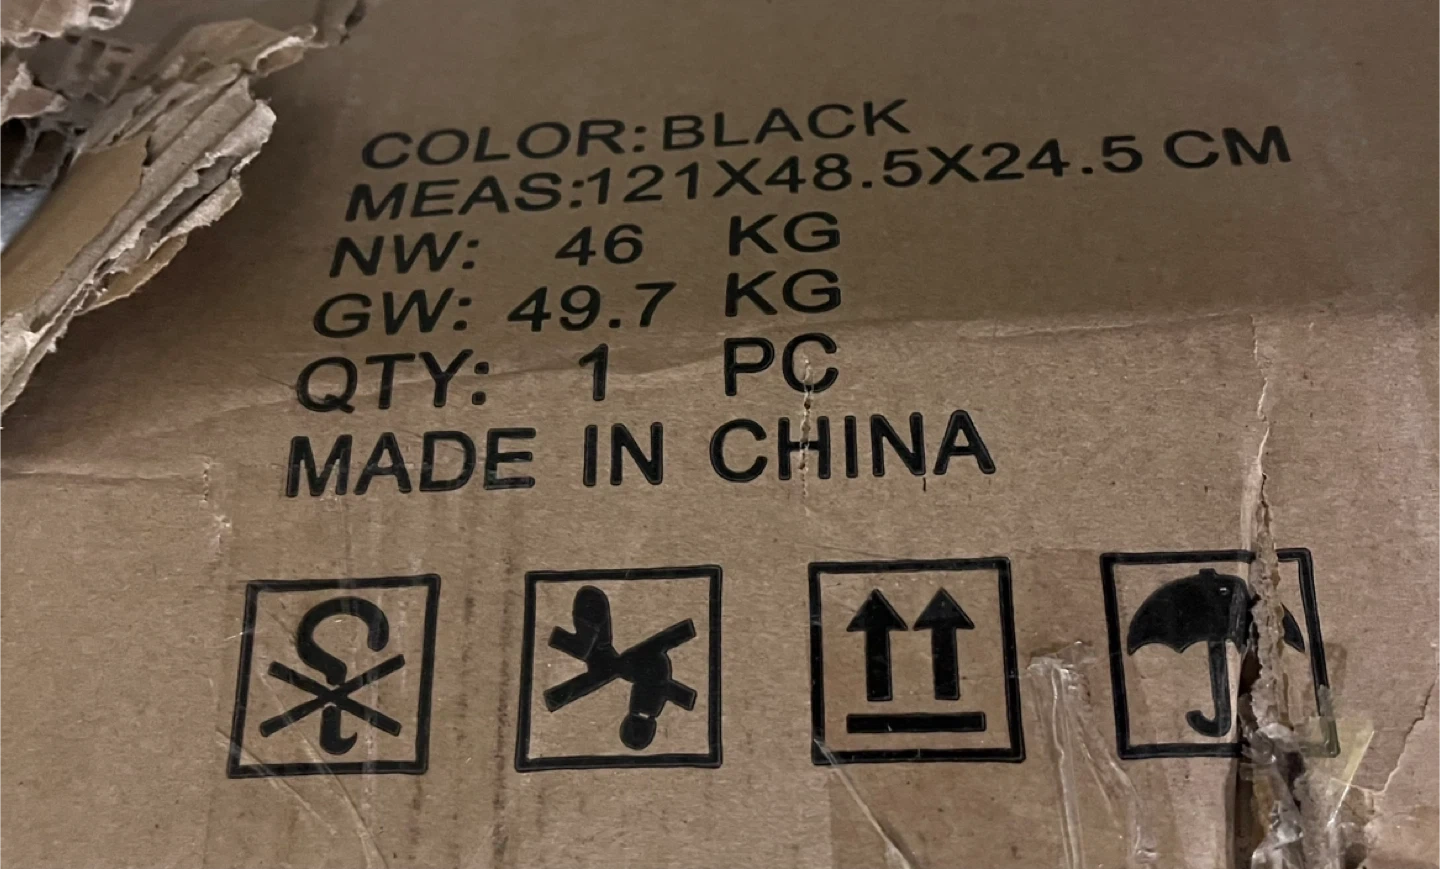 COLOR:BLACK
MEAS:121X48.5X24.5 CM
NW: 46 KG
GW: 49.7 KG
QTY: 1 PC
MADE IN CHINA